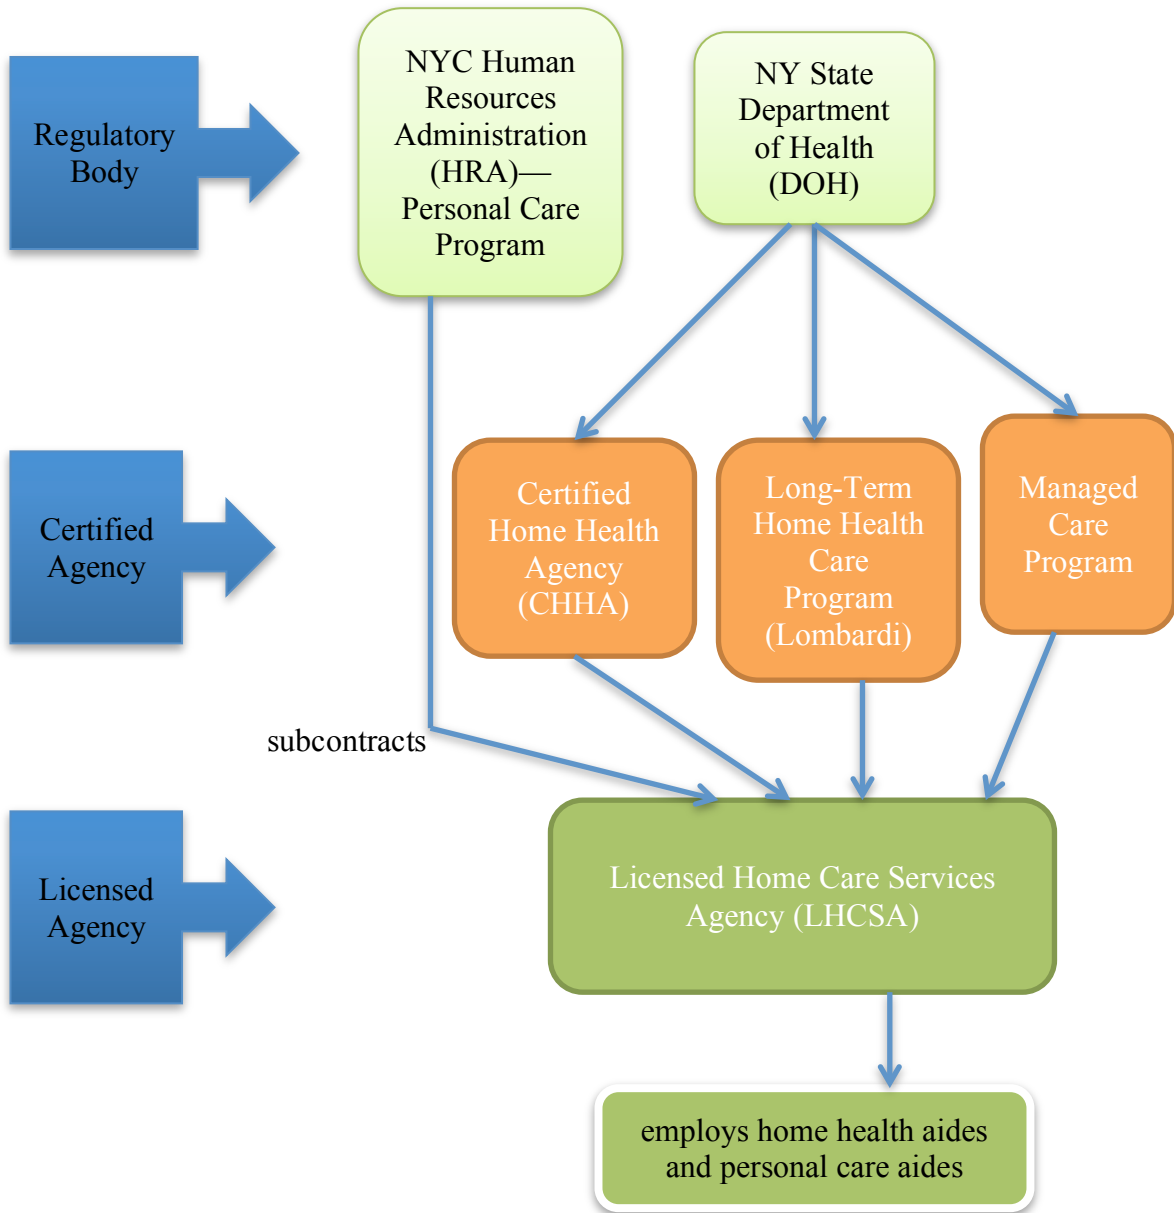 Regulatory
Body
NYC Human
Resources
Administration
(HRA)—
Personal Care
Program
NY State
Department
of Health
(DOH)
Certified
Agency
Certified
Home Health
Agency
(CHHA)
Long-Term
Home Health
Care
Program
(Lombardi)
Managed
Care
Program
subcontracts
Licensed
Agency
Licensed Home Care Services
Agency (LHCSA)
employs home health aides
and personal care aides